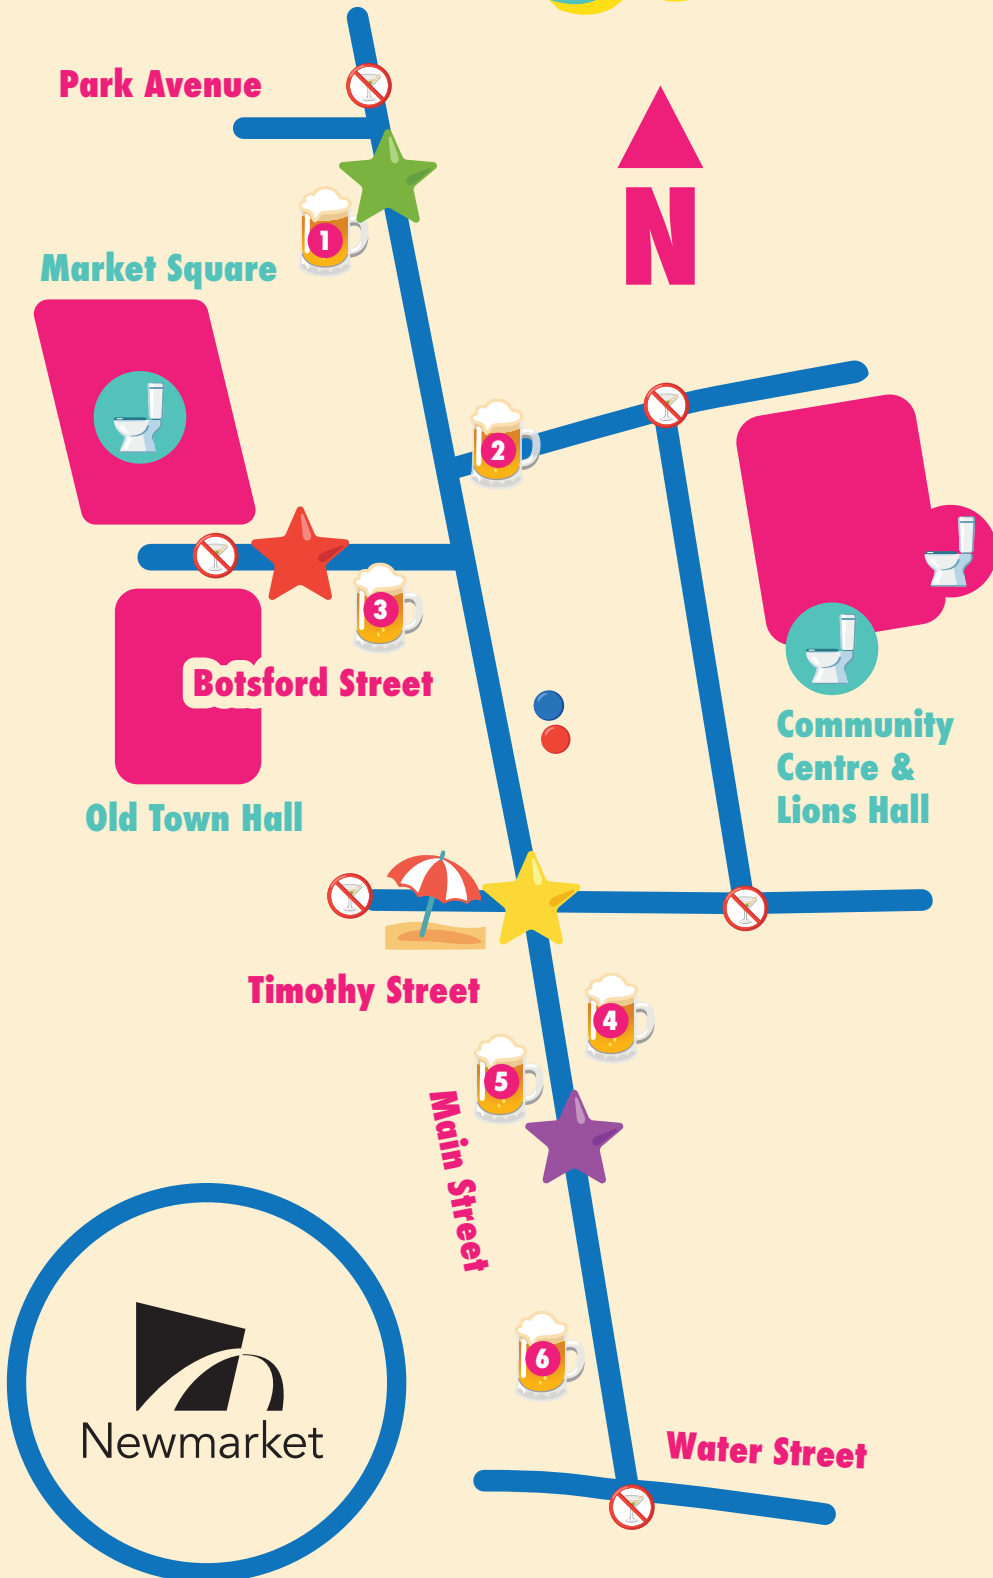 Park Avenue
N
1
Market Square
2
3
Botsford Street
Community
Centre &
Lions Hall
Old Town Hall
Timothy Street
4
5
Main Street
6
Newmarket
Water Street